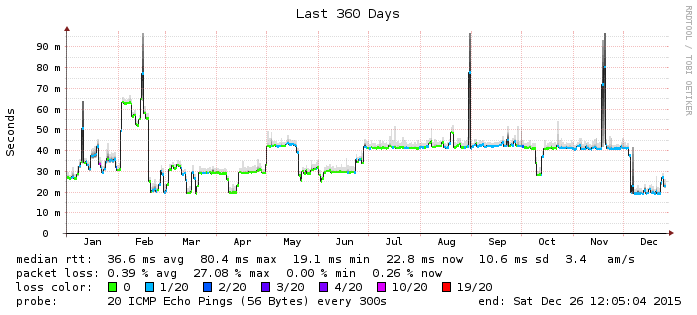 Last 360 Days
RRDTOOL / TOBI OETIKER
Seconds
90 m
80 m
70 m
60 m
50 m
40 m
30 m
20 m
10 m
0
Jan Feb Mar Apr May Jun Jul Aug Sep Oct Nov Dec
median rtt: 36.6 ms avg 80.4 ms max 19.1 ms min 22.8 ms now 10.6 ms sd 3.4 am/s
packet loss: 0.39 % avg 27.08 % max 0.00 % min 0.26 % now
loss color: 0 1/20 2/20 3/20 4/20 10/20 19/20
probe: 20 ICMP Echo Pings (56 Bytes) every 300s end: Sat Dec 26 12:05:04 2015